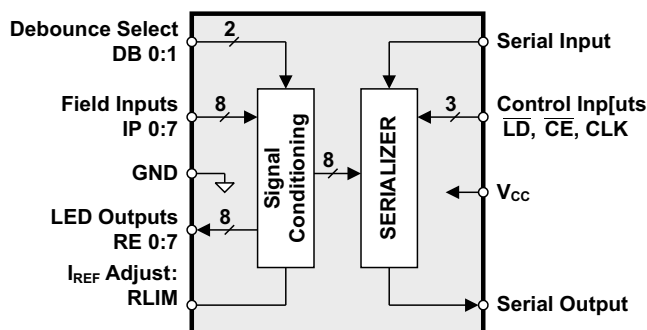 Debounce Select
DB 0:1
2
Serial Input
Field Inputs
IP 0:7
8
3
Control Inp[uts
LD, CE, CLK
GND
Signal
Conditioning
8
SERIALIZER
VCC
LED Outputs
RE 0:7
8
IREF Adjust:
RLIM
Serial Output